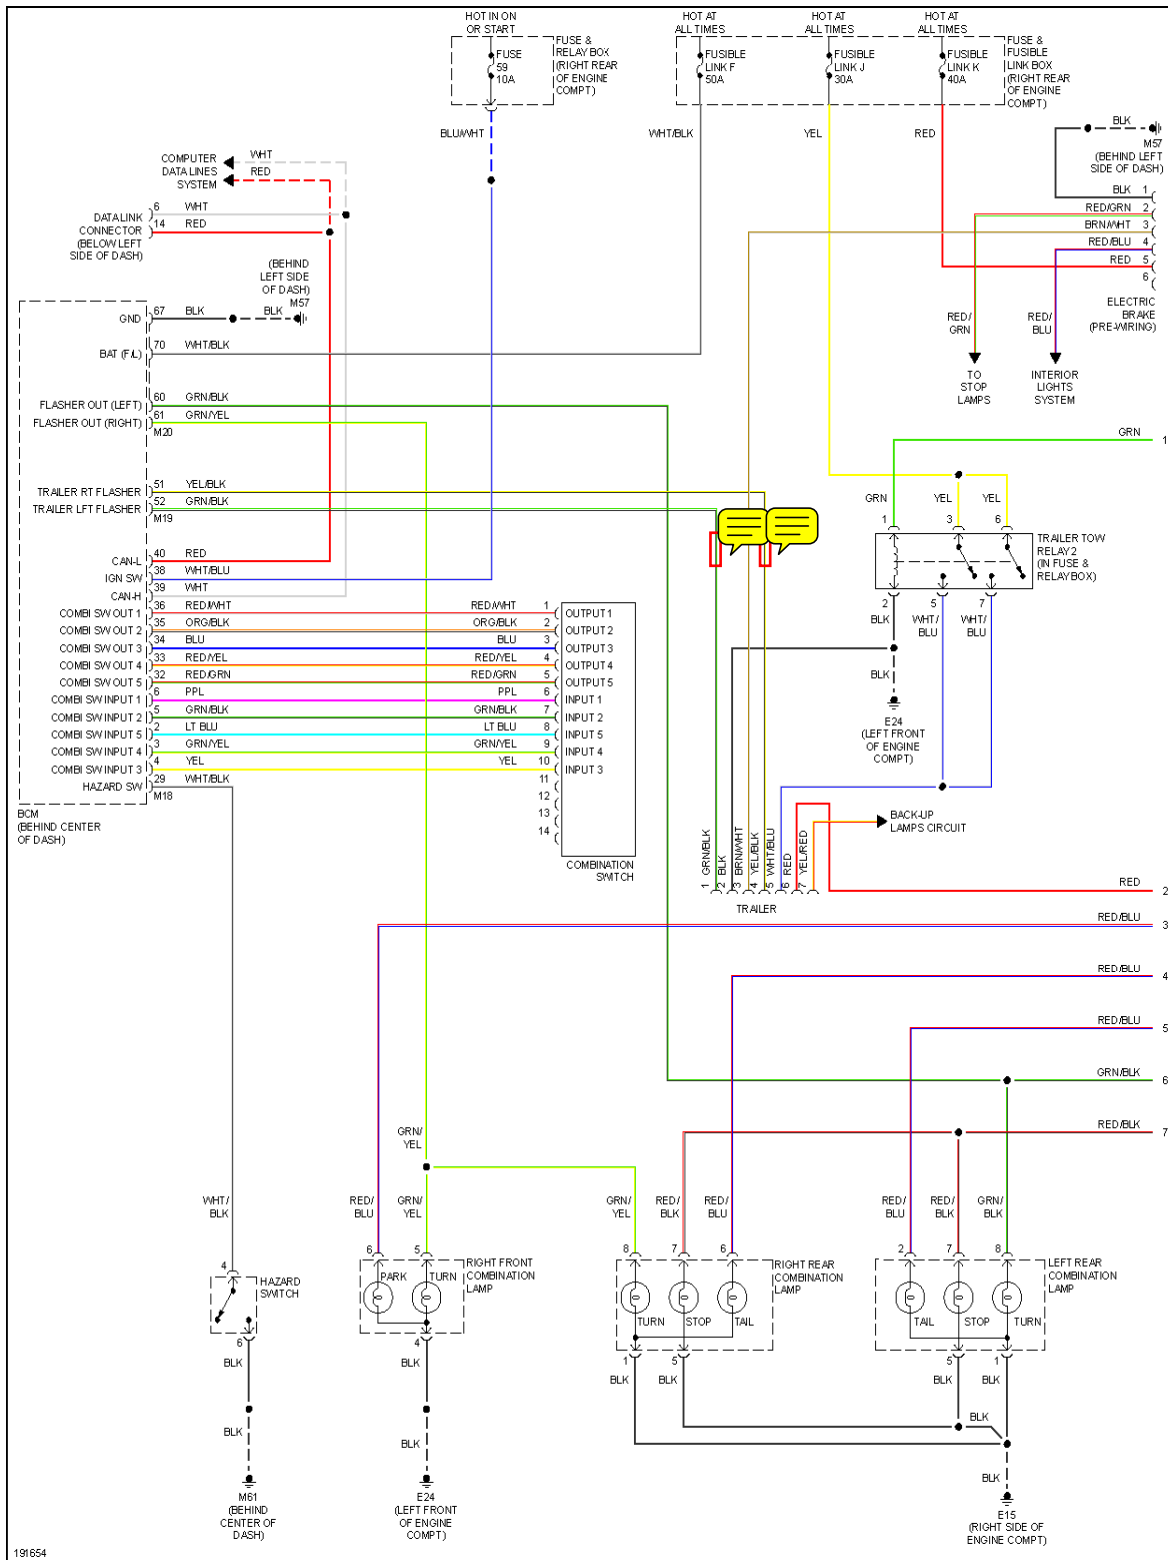 HOT IN ON
OR START
HOT AT
ALL TIMES
HOT AT
ALL TIMES
HOT AT
ALL TIMES
FUSE
59
10A
FUSE &
RELAY BOX
(RIGHT REAR
OF ENGINE
COMPT)
FUSIBLE
LINK F
50A
FUSIBLE
LINK J
30A
FUSIBLE
LINK K
40A
FUSE &
FUSIBLE
LINK BOX
(RIGHT REAR
OF ENGINE
COMPT)
BLU/WHT
WHT/BLK
YEL
RED
BLK
M57
(BEHIND LEFT
SIDE OF DASH)
BLK 1
RED/GRN 2
BRN/WHT 3
RED/BLU 4
RED 5
6
ELECTRIC
BRAKE
(PRE-WIRING)
RED/
GRN
RED/
BLU
TO
STOP
LAMPS
INTERIOR
LIGHTS
SYSTEM
COMPUTER
DATA LINES
SYSTEM
WHT
RED
6 WHT
14 RED
DATA LINK
CONNECTOR
(BELOW LEFT
SIDE OF DASH)
(BEHIND
LEFT SIDE
OF DASH)
M57
GND 67 BLK BLK
BAT (F/L) 70 WHT/BLK
FLASHER OUT (LEFT) 60 GRN/BLK
FLASHER OUT (RIGHT) 61 GRN/YEL
M20
TRAILER RT FLASHER 51 YEL/BLK
TRAILER LFT FLASHER 52 GRN/BLK
M19
CAN-L 40 RED
IGN SW 38 WHT/BLU
CAN-H 39 WHT
COMBI SW OUT 1 36 RED/WHT RED/WHT 1 OUTPUT 1
COMBI SW OUT 2 35 ORG/BLK ORG/BLK 2 OUTPUT 2
COMBI SW OUT 3 34 BLU BLU 3 OUTPUT 3
COMBI SW OUT 4 33 RED/YEL RED/YEL 4 OUTPUT 4
COMBI SW OUT 5 32 RED/GRN RED/GRN 5 OUTPUT 5
COMBI SW INPUT 1 6 PPL PPL 6 INPUT 1
COMBI SW INPUT 2 5 GRN/BLK GRN/BLK 7 INPUT 2
COMBI SW INPUT 5 2 LT BLU LT BLU 8 INPUT 5
COMBI SW INPUT 4 3 GRN/YEL GRN/YEL 9 INPUT 4
COMBI SW INPUT 3 4 YEL YEL 10 INPUT 3
HAZARD SW 29 WHT/BLK 11
M18
12
13
14
BCM
(BEHIND CENTER
OF DASH)
COMBINATION
SWITCH
GRN 1
GRN
YEL
YEL
1 3 6
TRAILER TOW
RELAY 2
(IN FUSE &
RELAY BOX)
2 5 7
BLK
WHT/
BLU
WHT/
BLU
BLK
E24
(LEFT FRONT
OF ENGINE
COMPT)
BACK-UP
LAMPS CIRCUIT
1 GRN/BLK
2 BLK
3 BRN/WHT
4 YEL/BLK
5 WHT/BLU
6 RED
7 YEL/RED
TRAILER
RED 2
RED/BLU 3
RED/BLU 4
RED/BLU 5
GRN/BLK 6
RED/BLK 7
GRN/
YEL
WHT/
BLK
RED/
BLU
GRN/
YEL
GRN/
YEL
RED/
BLK
RED/
BLU
RED/
BLU
RED/
BLK
GRN/
BLK
4
HAZARD
SWITCH
6
BLK
BLK
M61
(BEHIND
CENTER OF
DASH)
6 5
PARK TURN
RIGHT FRONT
COMBINATION
LAMP
4
BLK
BLK
E24
(LEFT FRONT
OF ENGINE
COMPT)
8 7 6
TURN STOP TAIL
RIGHT REAR
COMBINATION
LAMP
1 5
BLK BLK
2 7 8
TAIL STOP TURN
LEFT REAR
COMBINATION
LAMP
5 1
BLK BLK
BLK
BLK
E15
(RIGHT SIDE OF
ENGINE COMPT)
191654